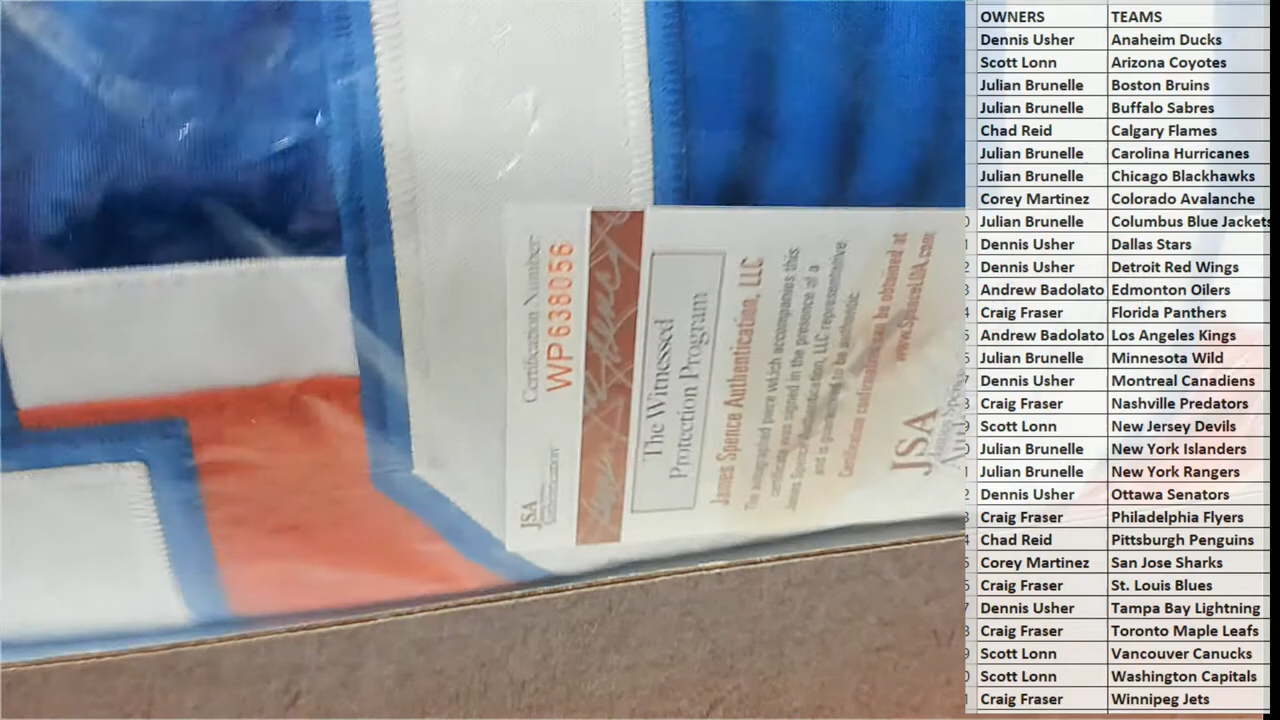 Certification Number:
WP638056
JSA
The Witnessed
Protection Program
James Spence Authentication, LLC
The autographed piece which accompanies this
certificate was signed in the presence of a
James Spence Authentication, LLC representative
and is guaranteed to be authentic.
Certification confirmation can be obtained at
www.SpenceLOA.com
JSA
OWNERS TEAMS
Dennis Usher Anaheim Ducks
Scott Lonn Arizona Coyotes
Julian Brunelle Boston Bruins
Julian Brunelle Buffalo Sabres
Chad Reid Calgary Flames
Julian Brunelle Carolina Hurricanes
Julian Brunelle Chicago Blackhawks
Corey Martinez Colorado Avalanche
Julian Brunelle Columbus Blue Jackets
Dennis Usher Dallas Stars
Dennis Usher Detroit Red Wings
Andrew Badolato Edmonton Oilers
Craig Fraser Florida Panthers
Andrew Badolato Los Angeles Kings
Julian Brunelle Minnesota Wild
Dennis Usher Montreal Canadiens
Craig Fraser Nashville Predators
Scott Lonn New Jersey Devils
Julian Brunelle New York Islanders
Julian Brunelle New York Rangers
Dennis Usher Ottawa Senators
Craig Fraser Philadelphia Flyers
Chad Reid Pittsburgh Penguins
Corey Martinez San Jose Sharks
Craig Fraser St. Louis Blues
Dennis Usher Tampa Bay Lightning
Craig Fraser Toronto Maple Leafs
Scott Lonn Vancouver Canucks
Scott Lonn Washington Capitals
Craig Fraser Winnipeg Jets